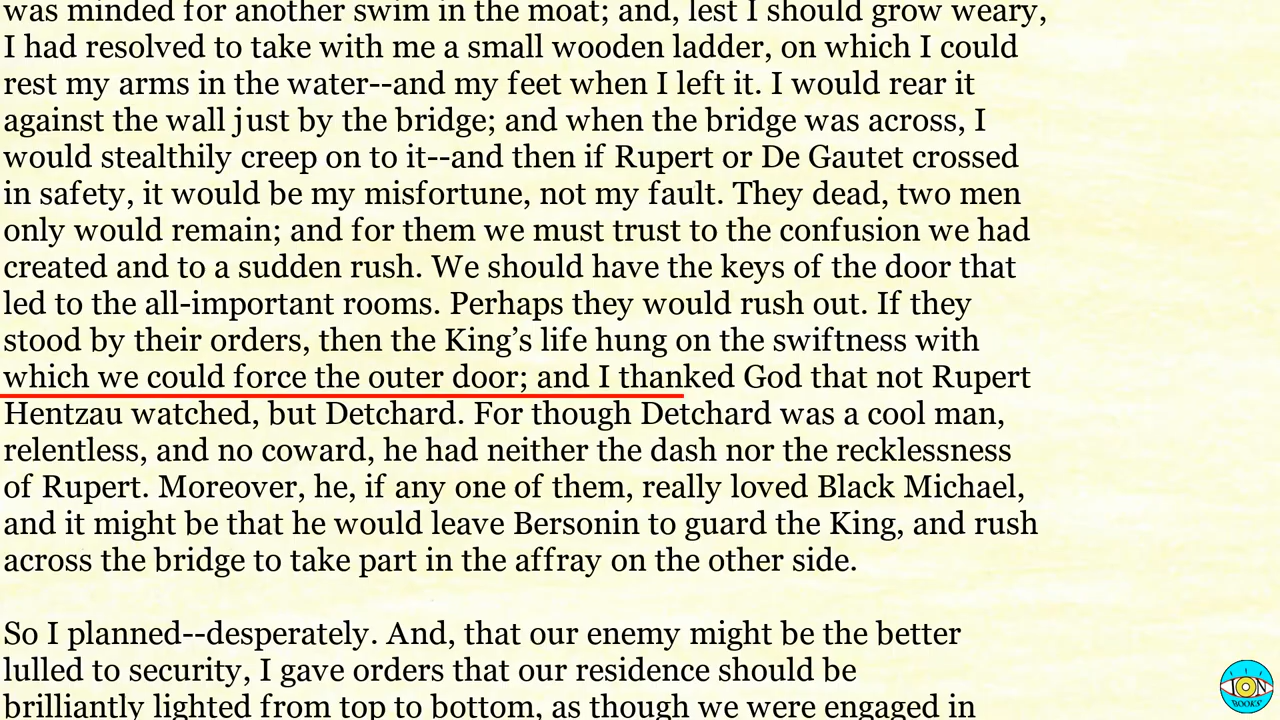 was minded for another swim in the moat; and, lest I should grow weary,
I had resolved to take with me a small wooden ladder, on which I could
rest my arms in the water--and my feet when I left it. I would rear it
against the wall just by the bridge; and when the bridge was across, I
would stealthily creep on to it--and then if Rupert or De Gautet crossed
in safety, it would be my misfortune, not my fault. They dead, two men
only would remain; and for them we must trust to the confusion we had
created and to a sudden rush. We should have the keys of the door that
led to the all-important rooms. Perhaps they would rush out. If they
stood by their orders, then the King’s life hung on the swiftness with
which we could force the outer door; and I thanked God that not Rupert
Hentzau watched, but Detchard. For though Detchard was a cool man,
relentless, and no coward, he had neither the dash nor the recklessness
of Rupert. Moreover, he, if any one of them, really loved Black Michael,
and it might be that he would leave Bersonin to guard the King, and rush
across the bridge to take part in the affray on the other side.
So I planned--desperately. And, that our enemy might be the better
lulled to security, I gave orders that our residence should be
brilliantly lighted from top to bottom, as though we were engaged in
ION
BOOKS